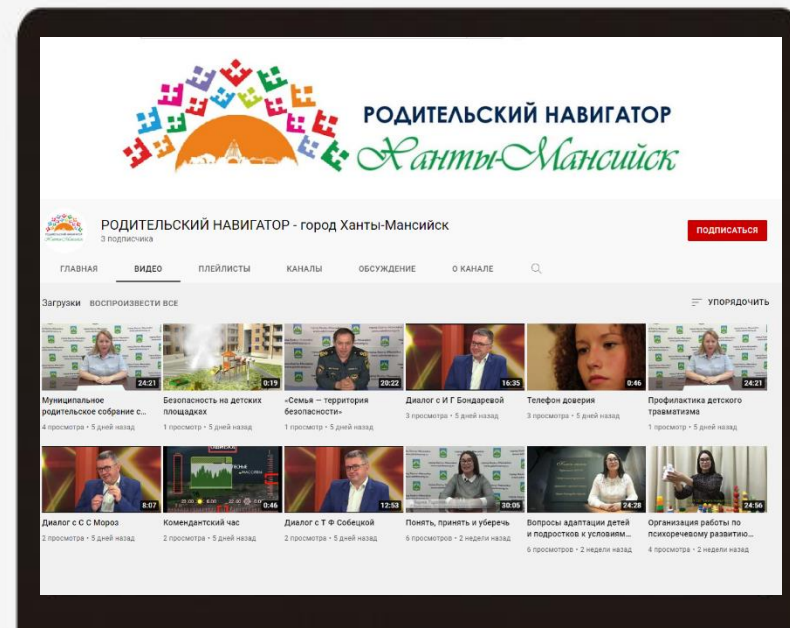 РОДИТЕЛЬСКИЙ НАВИГАТОР
Ханты-Мансийск
РОДИТЕЛЬСКИЙ НАВИГАТОР - город Ханты-Мансийск
3 подписчика
ПОДПИСАТЬСЯ
ГЛАВНАЯ ВИДЕО ПЛЕЙЛИСТЫ КАНАЛЫ ОБСУЖДЕНИЕ О КАНАЛЕ
Загрузки ВОСПРОИЗВЕСТИ ВСЕ
УПОРЯДОЧИТЬ
24:21
Муниципальное
родительское собрание с...
4 просмотра • 5 дней назад
0:19
Безопасность на детских
площадках
1 просмотр • 5 дней назад
20:22
«Семья — территория
безопасности»
1 просмотр • 5 дней назад
16:35
Диалог с И Г Бондаревой
3 просмотра • 5 дней назад
0:46
Телефон доверия
3 просмотра • 5 дней назад
24:21
Профилактика детского
травматизма
1 просмотр • 5 дней назад
8:07
Диалог с С С Мороз
2 просмотра • 5 дней назад
0:46
Комендантский час
2 просмотра • 5 дней назад
12:53
Диалог с Т Ф Собецкой
2 просмотра • 5 дней назад
30:05
Понять, принять и уберечь
6 просмотров • 2 недели назад
24:28
Вопросы адаптации детей
и подростков к условиям...
6 просмотров • 2 недели назад
24:56
Организация работы по
психоречевому развитию...
4 просмотра • 2 недели назад